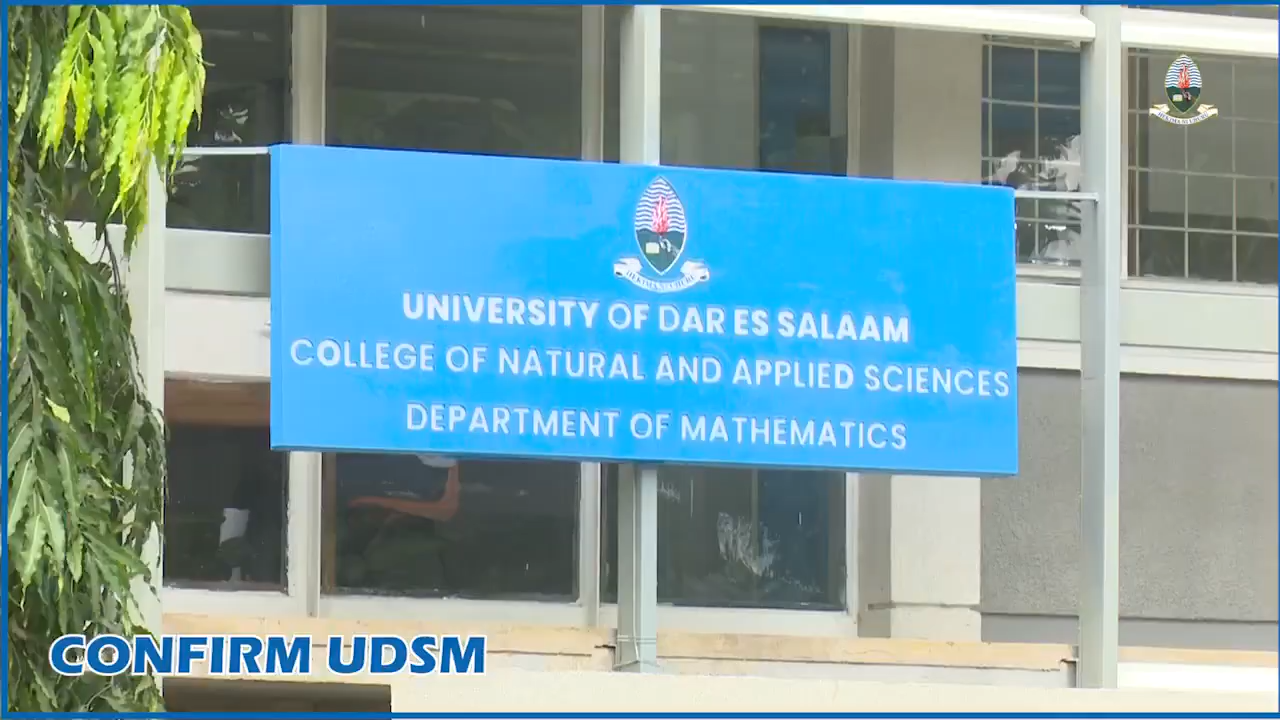 UNIVERSITY OF DAR ES SALAAM
COLLEGE OF NATURAL AND APPLIED SCIENCES
DEPARTMENT OF MATHEMATICS
CONFIRM UDSM